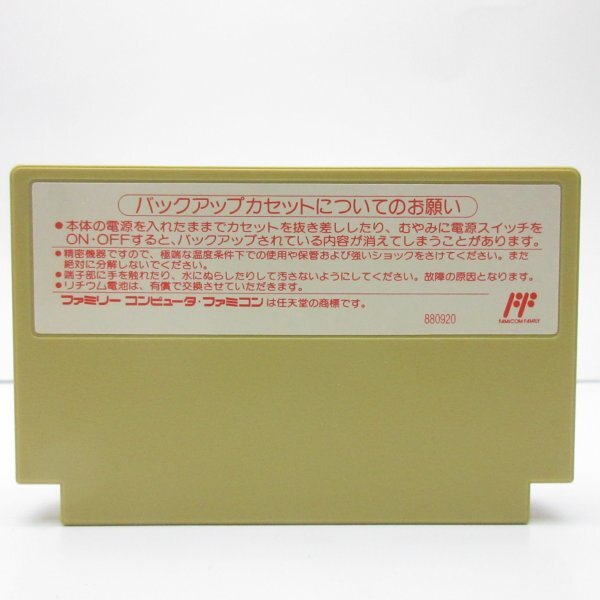 バックアップカセットについてのお願い
●本体の電源を入れたままでカセットを抜き差ししたり、むやみに電源スイッチを
ON・OFFすると、バックアップされている内容が消えてしまうことがあります。
●精密機器ですので、極端な温度条件下での使用や保管および強いショックをさけてください。また
絶対に分解しないでください。
●端子部に手を触れたり、水にぬらしたりして汚さないようにしてください。故障の原因となります。
●リチウム電池は、有償で交換させていただきます。
ファミリー コンピュータ・ファミコンは任天堂の商標です。
FAMICOM FAMILY
880920